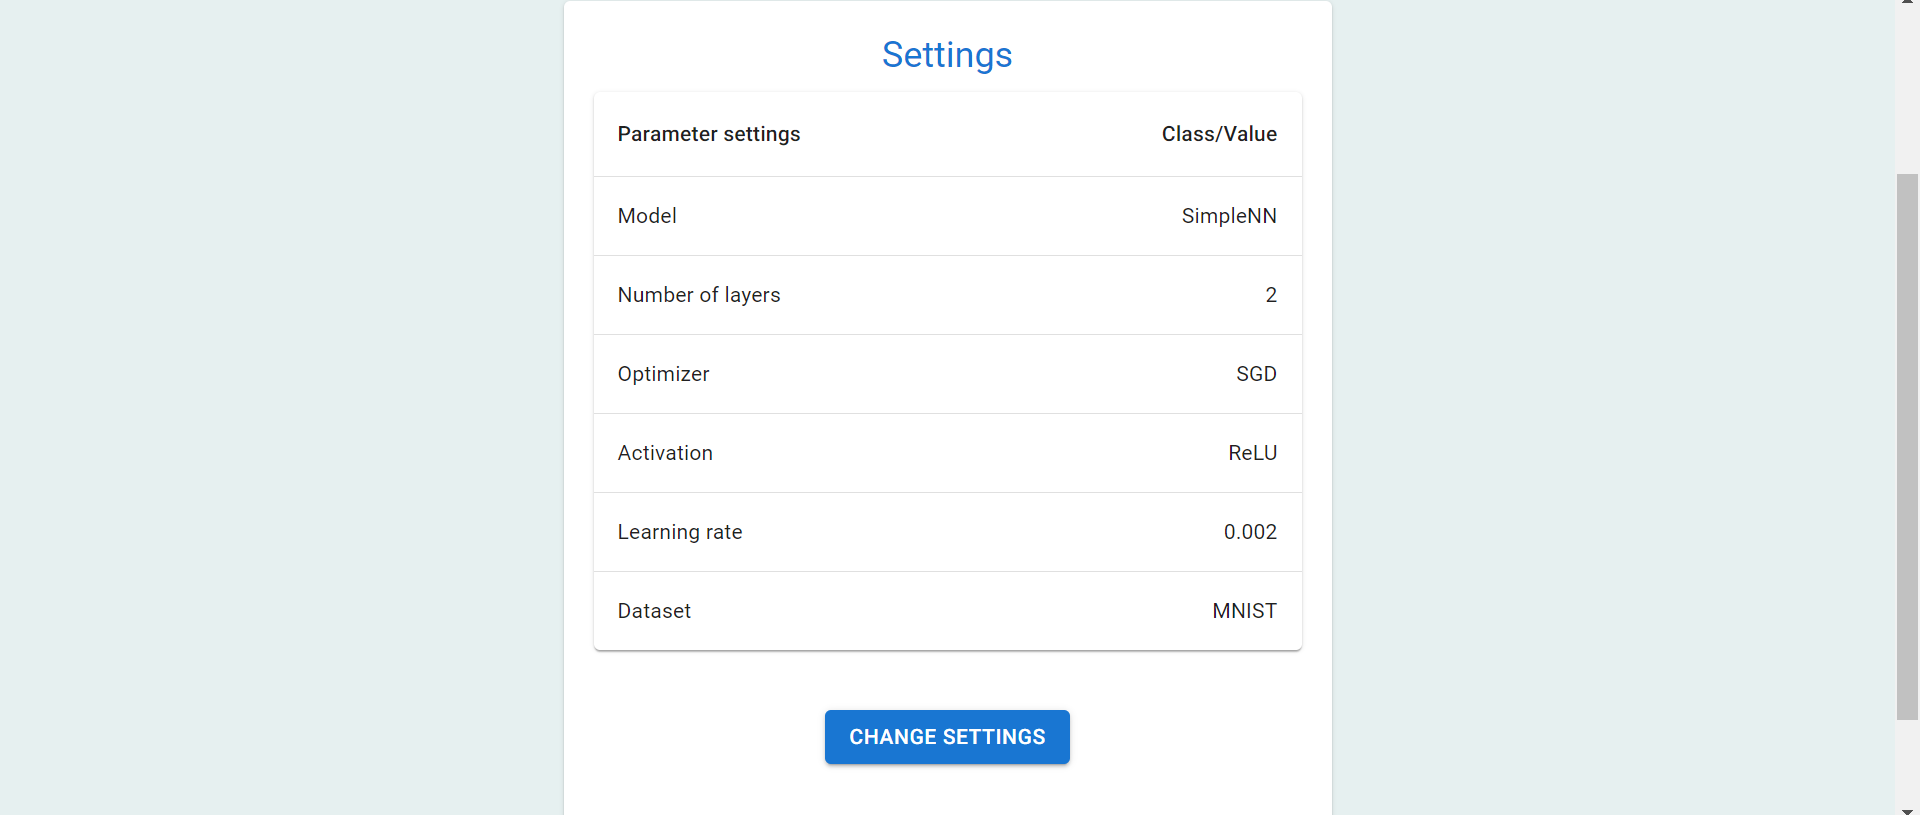 Settings
Parameter settings Class/Value
Model SimpleNN
Number of layers 2
Optimizer SGD
Activation ReLU
Learning rate 0.002
Dataset MNIST
CHANGE SETTINGS